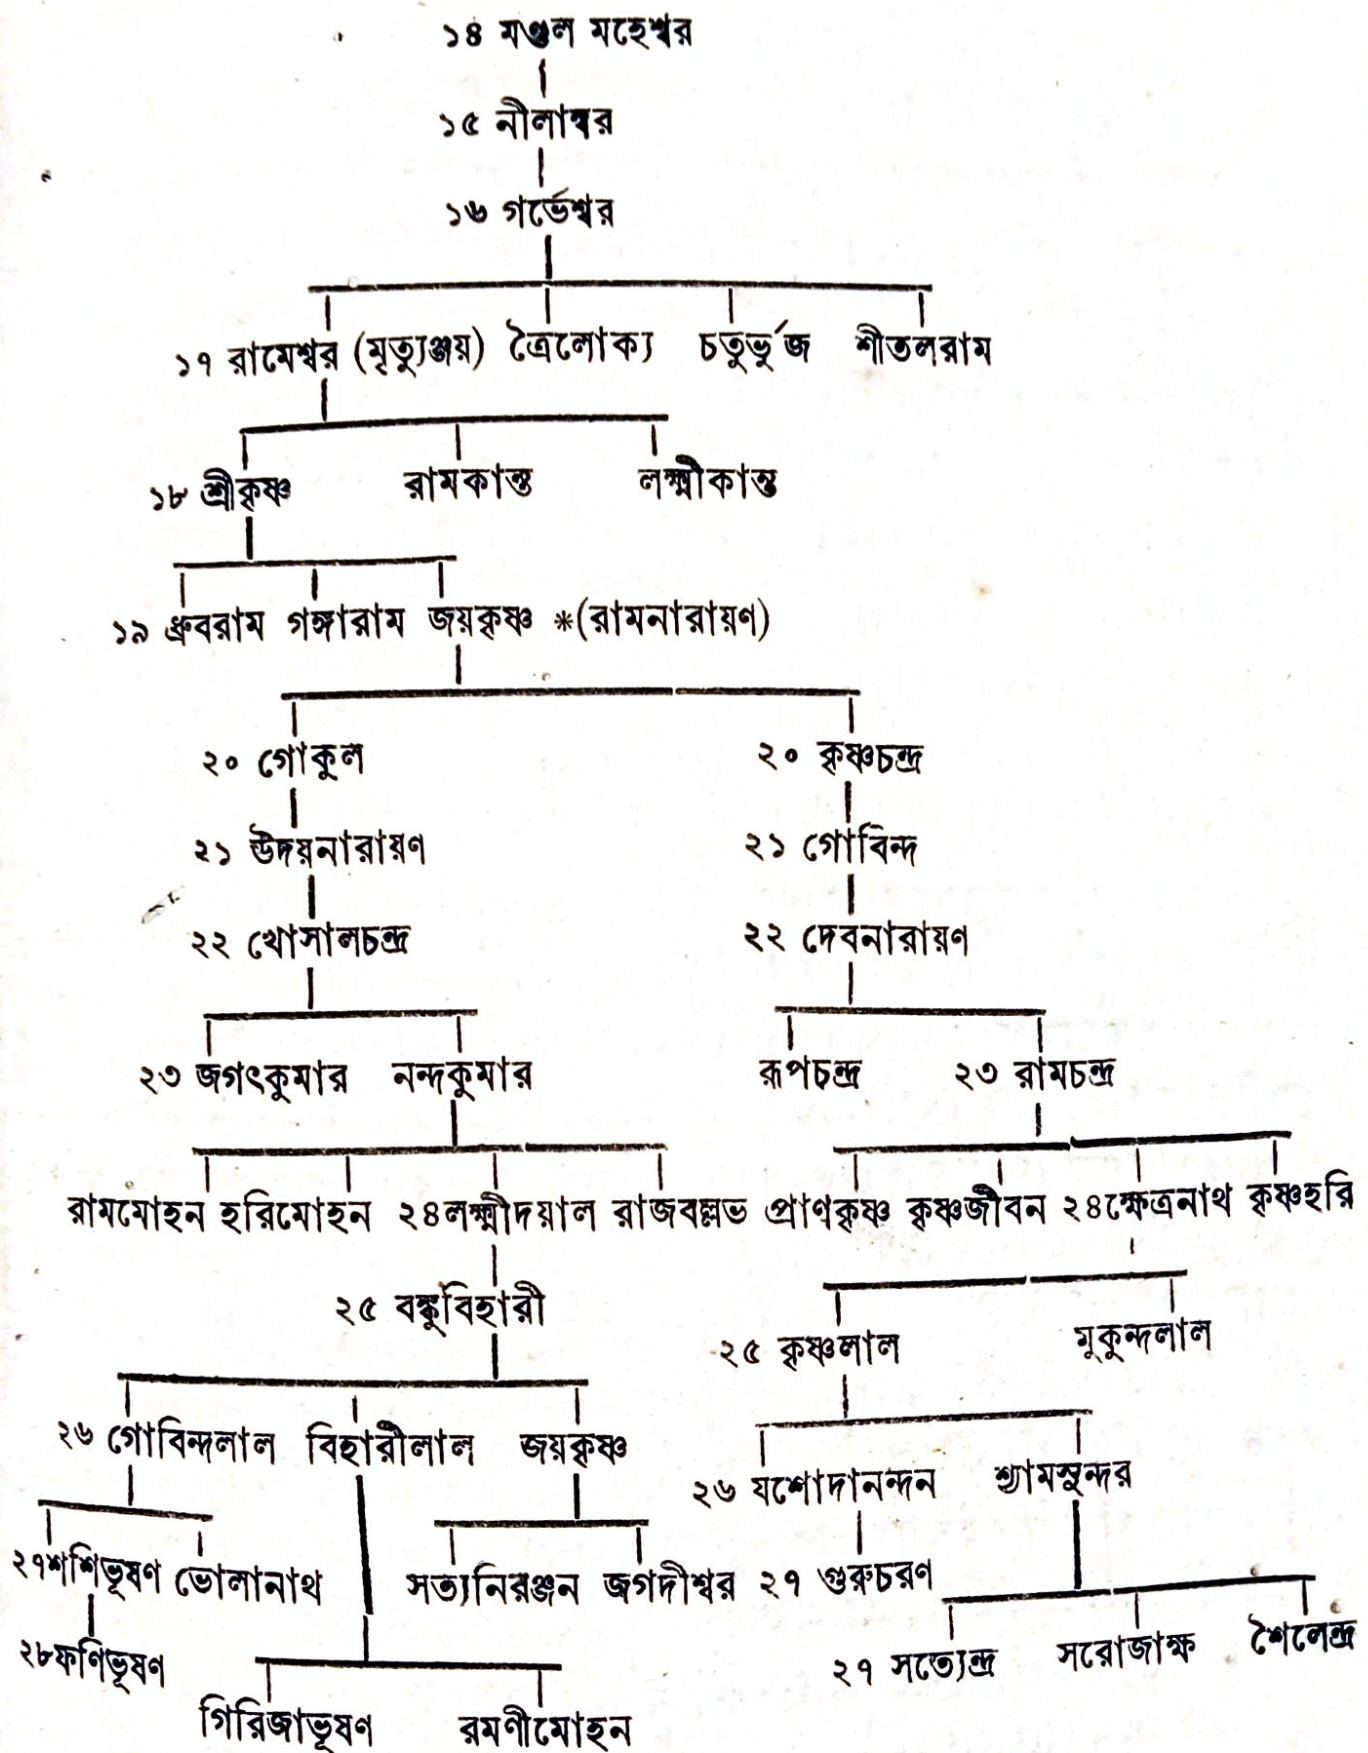 ১৪ মণ্ডল মহেশ্বর
১৫ নীলাম্বর
১৬ গর্ভেশ্বর
১৭ রামেশ্বর (মৃত্যুঞ্জয়) ত্রৈলোক্য চতুর্ভুজ শীতলরাম
১৮ শ্রীকৃষ্ণ রামকান্ত লক্ষ্মীকান্ত
১৯ ধ্রুবরাম গঙ্গারাম জয়কৃষ্ণ *(রামনারায়ণ)
২০ গোকুল ২০ কৃষ্ণচন্দ্র
২১ উদয়নারায়ণ ২১ গোবিন্দ
২২ খোসালচন্দ্র ২২ দেবনারায়ণ
২৩ জগৎকুমার নন্দকুমার রূপচন্দ্র ২৩ রামচন্দ্র
রামমোহন হরিমোহন ২৪লক্ষ্মীদয়াল রাজবল্লভ প্রাণকৃষ্ণ কৃষ্ণজীবন ২৪ক্ষেত্রনাথ কৃষ্ণহরি
২৫ বঙ্কুবিহারী ২৫ কৃষ্ণলাল মুকুন্দলাল
২৬ গোবিন্দলাল বিহারীলাল জয়কৃষ্ণ ২৬ যশোদানন্দন শ্যামসুন্দর
২৭শশিভূষণ ভোলানাথ সত্যনিরঞ্জন জগদীশ্বর ২৭ গুরুচরণ
২৮ফণিভূষণ ২৭ সত্যেন্দ্র সরোজাক্ষ শৈলেন্দ্র
গিরিজাভূষণ রমণীমোহন